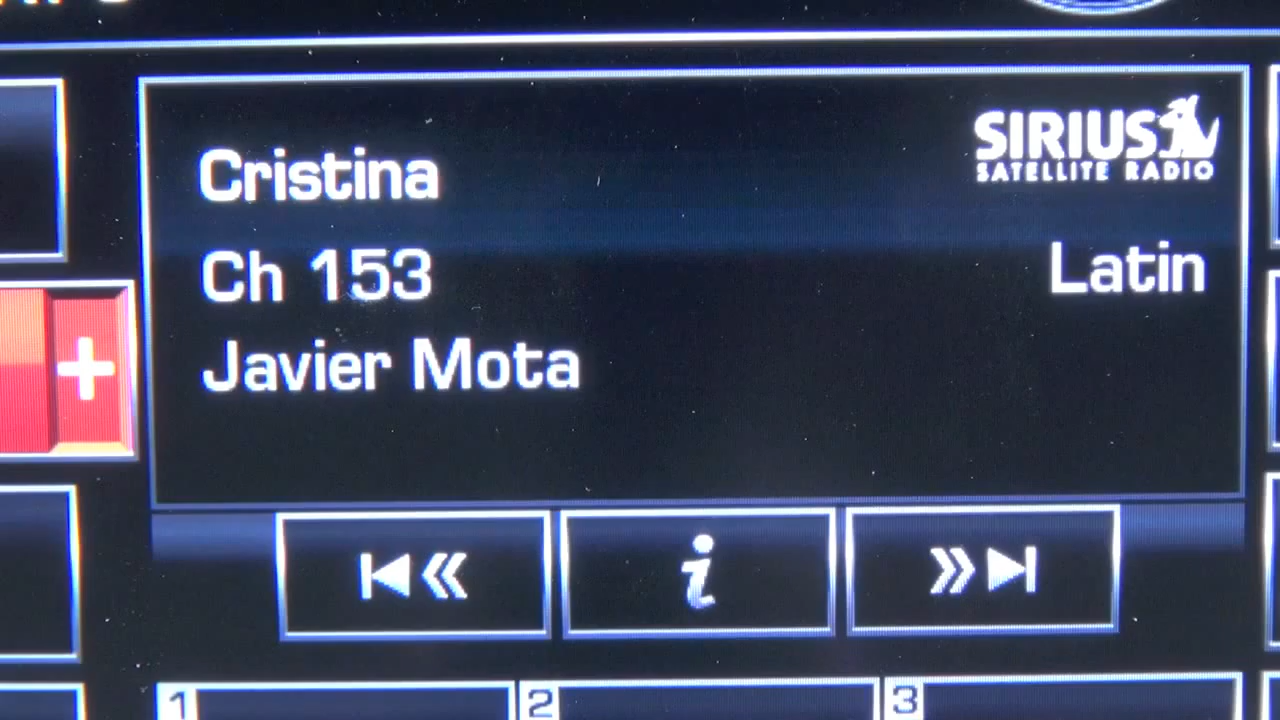 SIRIUS
SATELLITE RADIO
Cristina
Ch 153
Latin
Javier Mota
+
i
1
2
3